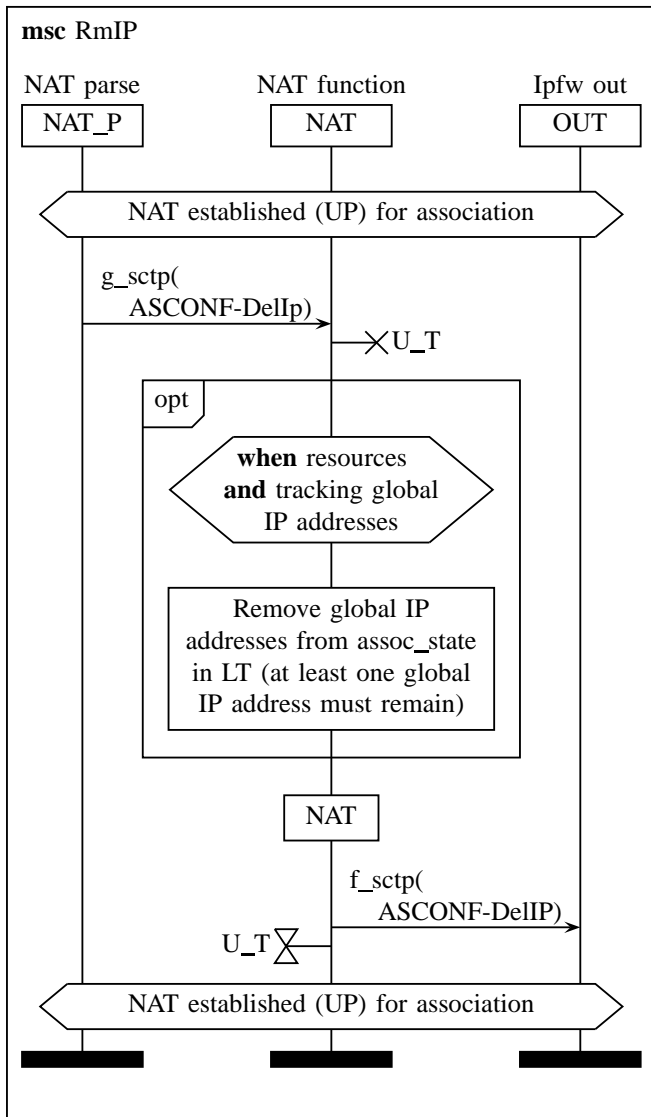 msc RmIP
NAT parse NAT function Ipfw out
NAT_P NAT OUT
NAT established (UP) for association
g_sctp(
ASCONF-DelIp)
U_T
opt
when resources
and tracking global
IP addresses
Remove global IP
addresses from assoc_state
in LT (at least one global
IP address must remain)
NAT
f_sctp(
ASCONF-DelIP)
U_T
NAT established (UP) for association